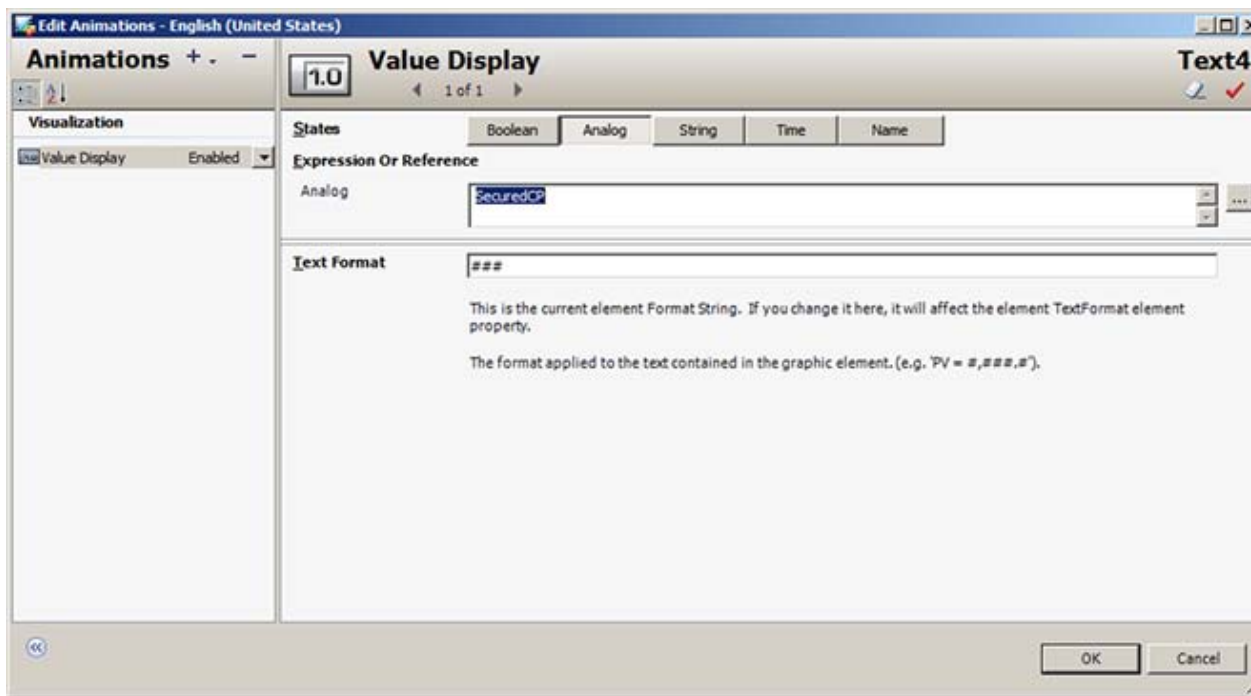 Edit Animations - English (United States)
Animations + . -
Visualization
Value Display Enabled
1.0
Value Display
1 of 1
Text4
States Boolean Analog String Time Name
Expression Or Reference
Analog SecuredCP ...
Text Format ###
This is the current element Format String. If you change it here, it will affect the element TextFormat element
property.
The format applied to the text contained in the graphic element. (e.g. 'PV = #,###.#').
OK Cancel